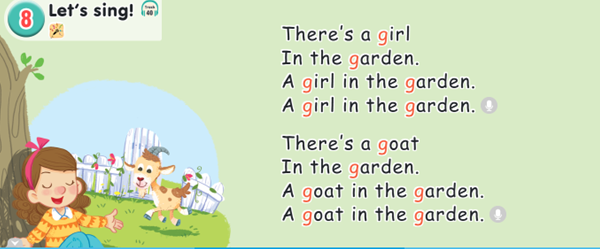 8 Let's sing!
Track
40
There's a girl
In the garden.
A girl in the garden.
A girl in the garden.
There's a goat
In the garden.
A goat in the garden.
A goat in the garden.